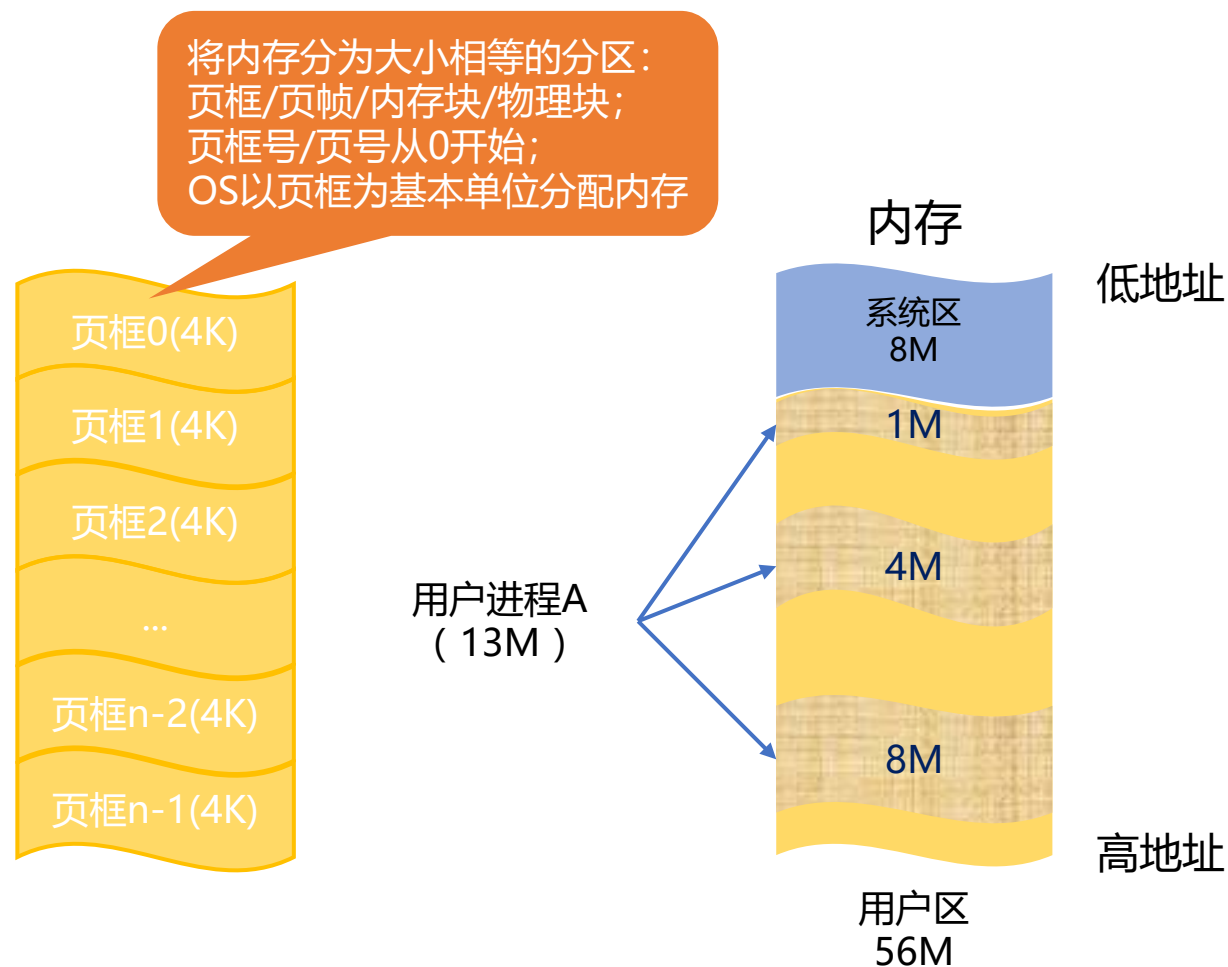 将内存分为大小相等的分区：
页框/页帧/内存块/物理块；
页框号/页号从0开始；
OS以页框为基本单位分配内存
页框0(4K)
页框1(4K)
页框2(4K)
...
页框n-2(4K)
页框n-1(4K)
用户进程A
（13M）
内存
低地址
系统区
8M
1M
4M
8M
高地址
用户区
56M